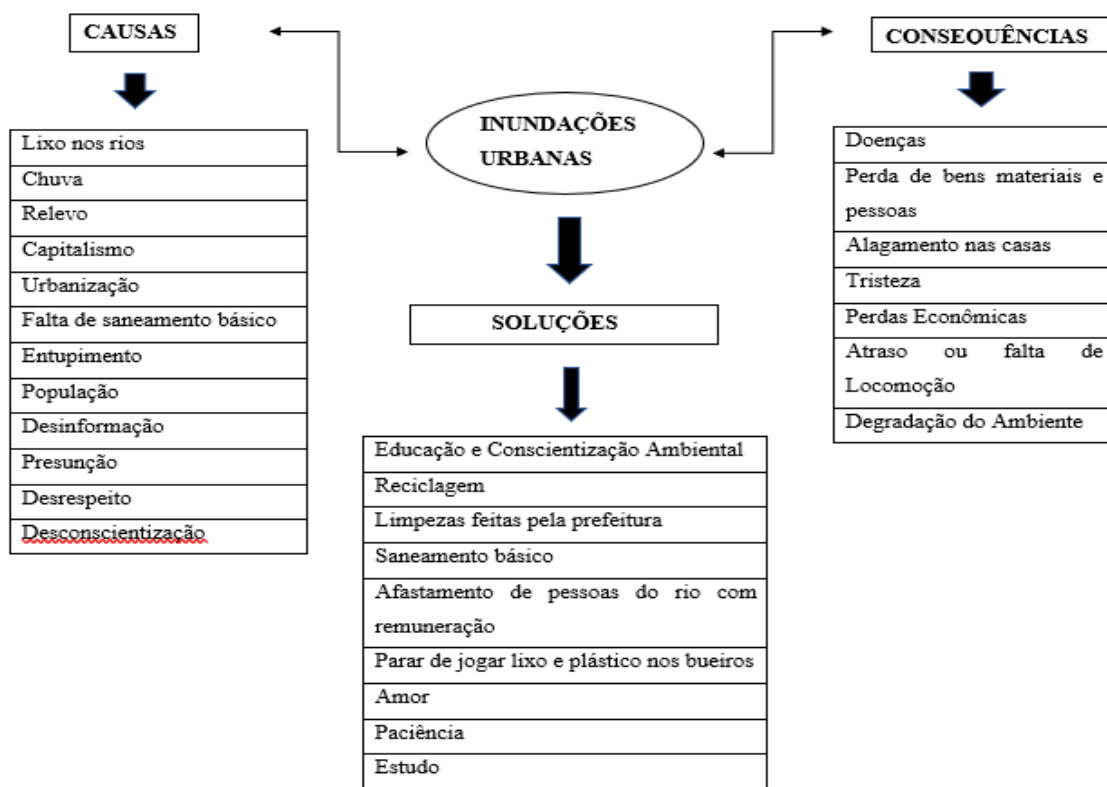 CAUSAS
CONSEQUÊNCIAS
INUNDAÇÕES
URBANAS
Lixo nos rios
Chuva
Relevo
Capitalismo
Urbanização
Falta de saneamento básico
Entupimento
População
Desinformação
Presunção
Desrespeito
Desconscientização
Doenças
Perda de bens materiais e
pessoas
Alagamento nas casas
Tristeza
Perdas Econômicas
Atraso ou falta de
Locomoção
Degradação do Ambiente
SOLUÇÕES
Educação e Conscientização Ambiental
Reciclagem
Limpezas feitas pela prefeitura
Saneamento básico
Afastamento de pessoas do rio com
remuneração
Parar de jogar lixo e plástico nos bueiros
Amor
Paciência
Estudo